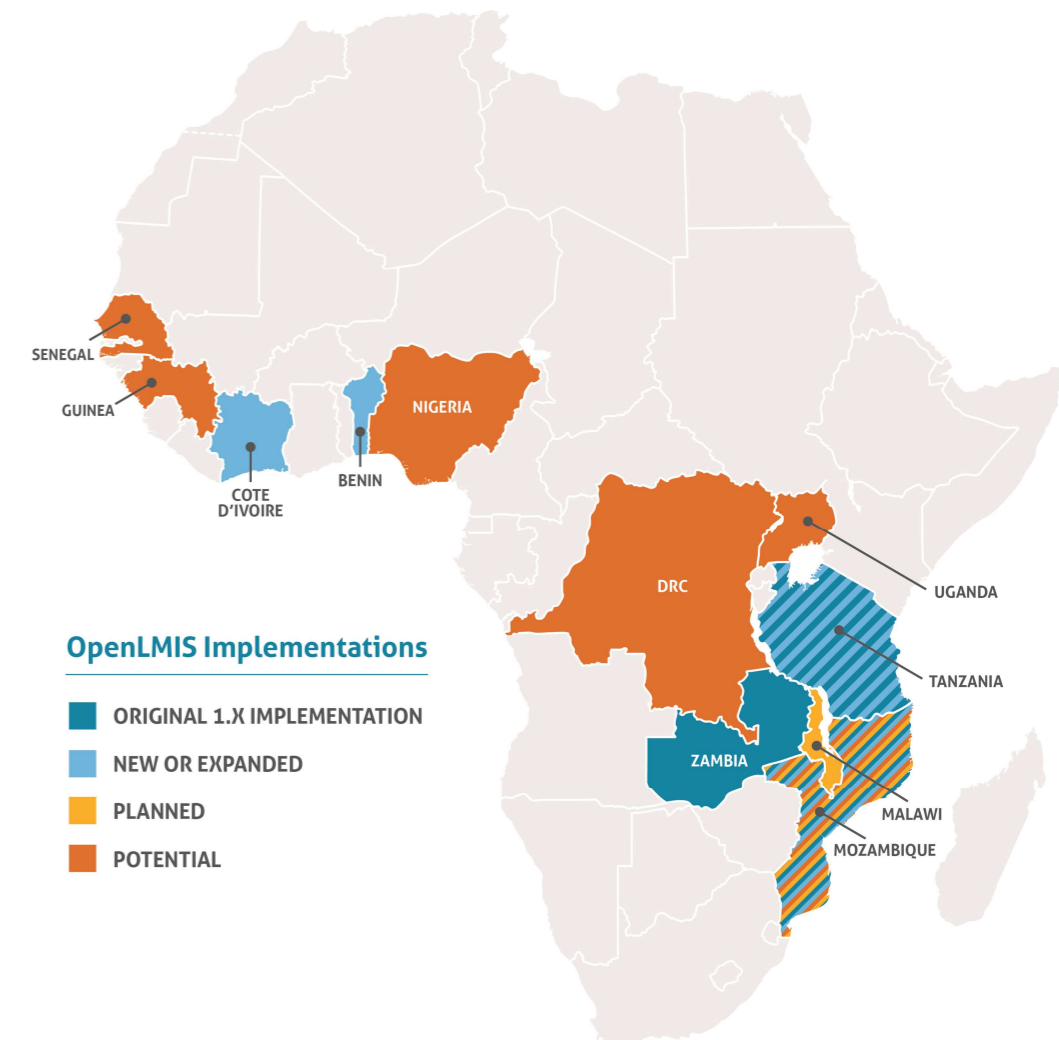 SENEGAL
GUINEA
NIGERIA
BENIN
COTE
D'IVOIRE
DRC
UGANDA
TANZANIA
ZAMBIA
MALAWI
MOZAMBIQUE
OpenLMIS Implementations
ORIGINAL 1.X IMPLEMENTATION
NEW OR EXPANDED
PLANNED
POTENTIAL